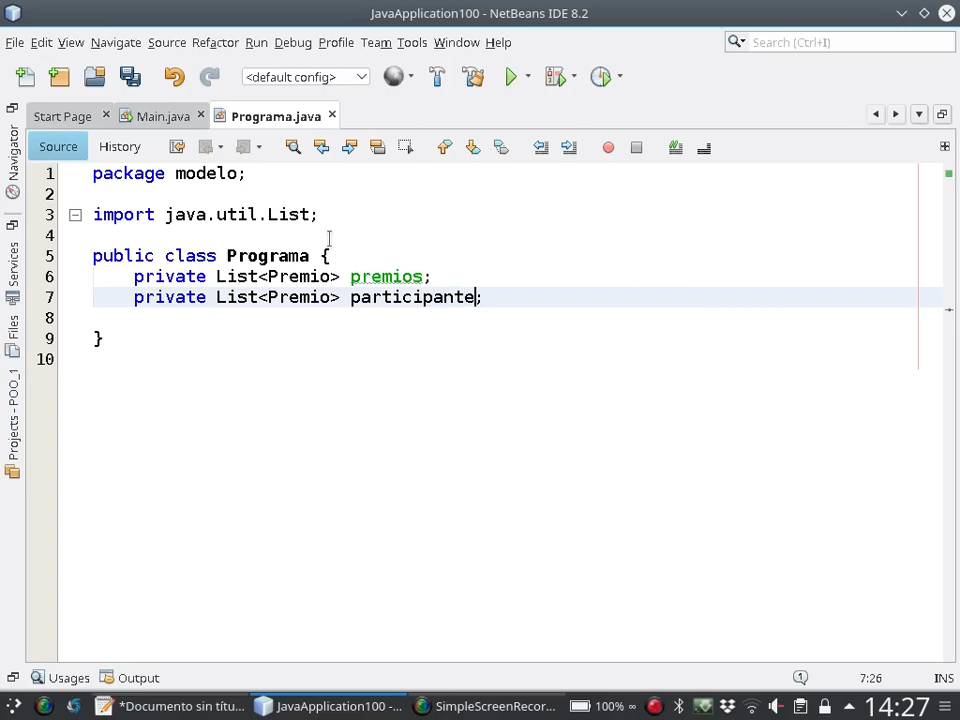 JavaApplication100 - NetBeans IDE 8.2
File Edit View Navigate Source Refactor Run Debug Profile Team Tools Window Help
Search (Ctrl+I)
<default config>
Start Page
Main.java
Programa.java
Source
History
Navigator
Services
Files
Projects - POO_1
1 package modelo;
2
3 import java.util.List;
4
5 public class Programa {
6 private List<Premio> premios;
7 private List<Premio> participante;
8
9 }
10
Usages
Output
1
7:26
INS
*Documento sin títu...
JavaApplication100 -...
SimpleScreenRecor...
100% ∞
14:27